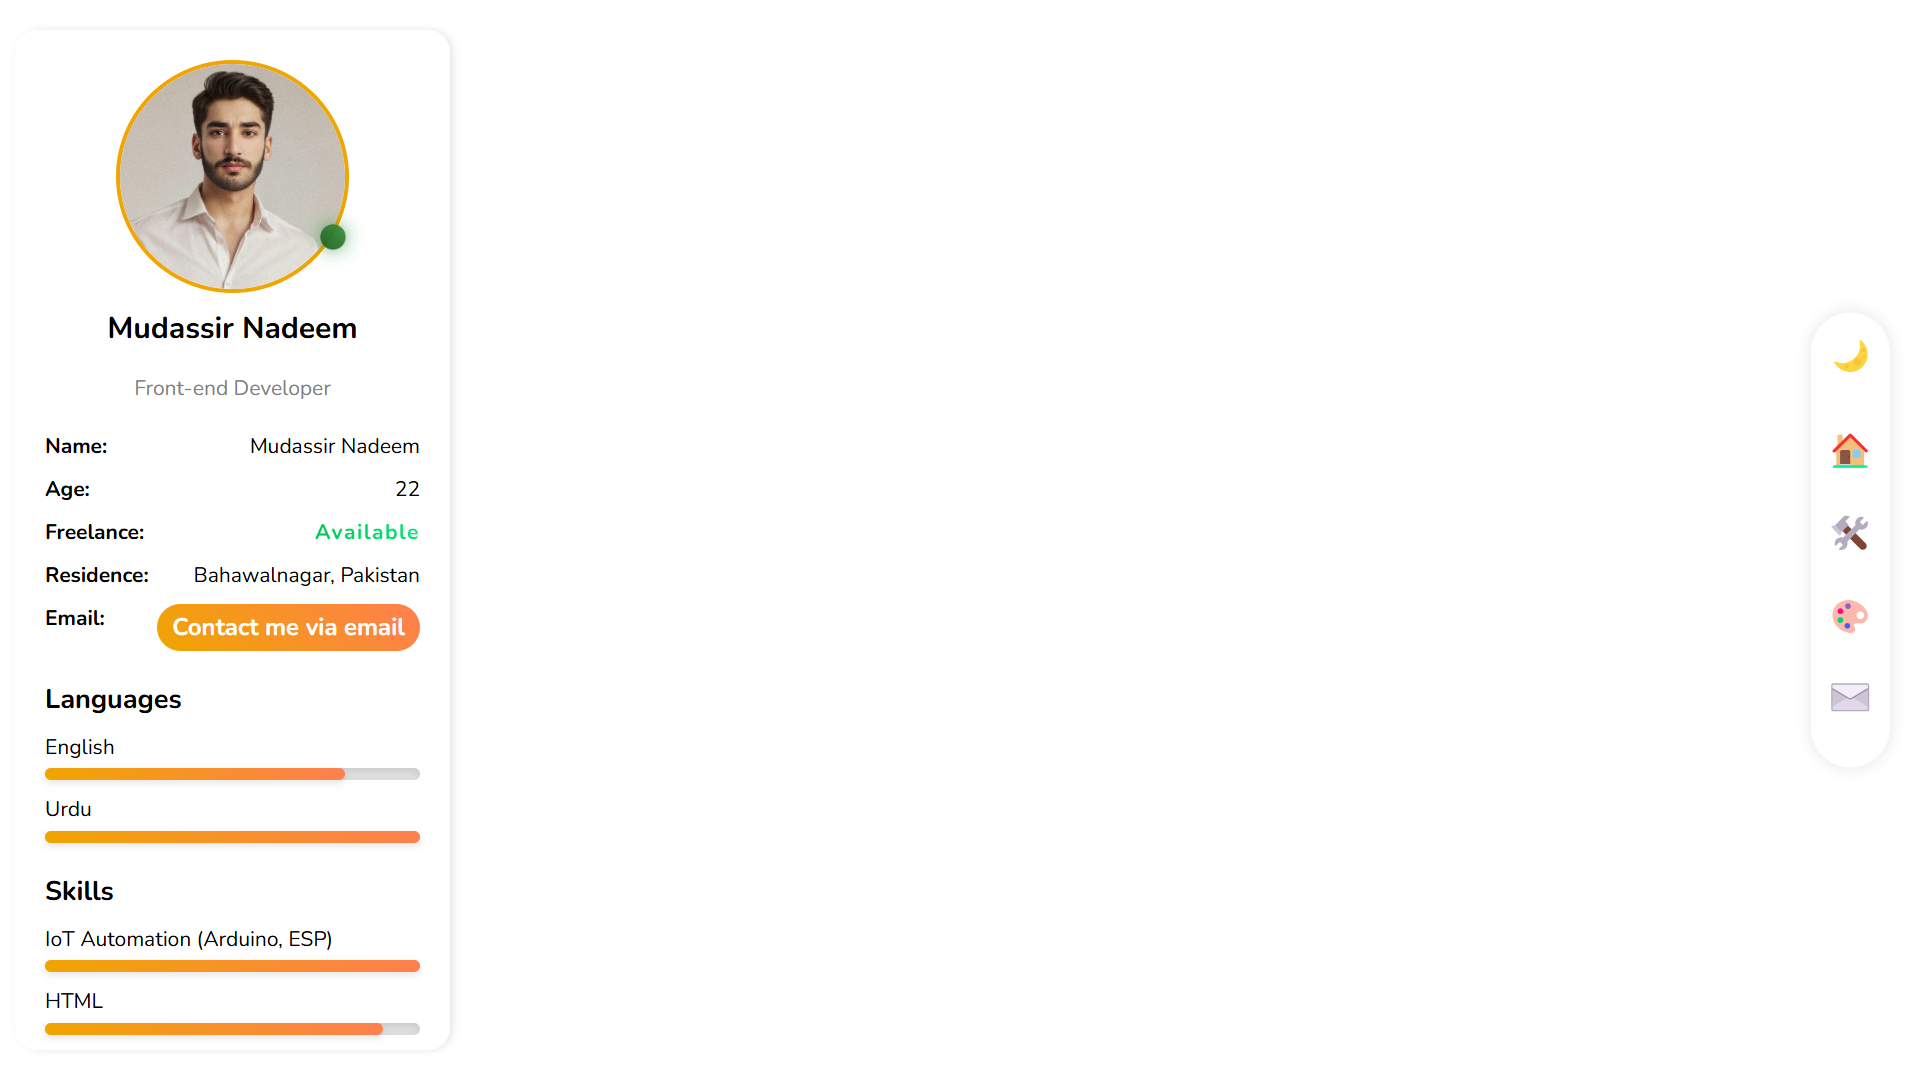 Mudassir Nadeem
Front-end Developer
Name: Mudassir Nadeem
Age: 22
Freelance: Available
Residence: Bahawalnagar, Pakistan
Email: Contact me via email
Languages
English
Urdu
Skills
IoT Automation (Arduino, ESP)
HTML